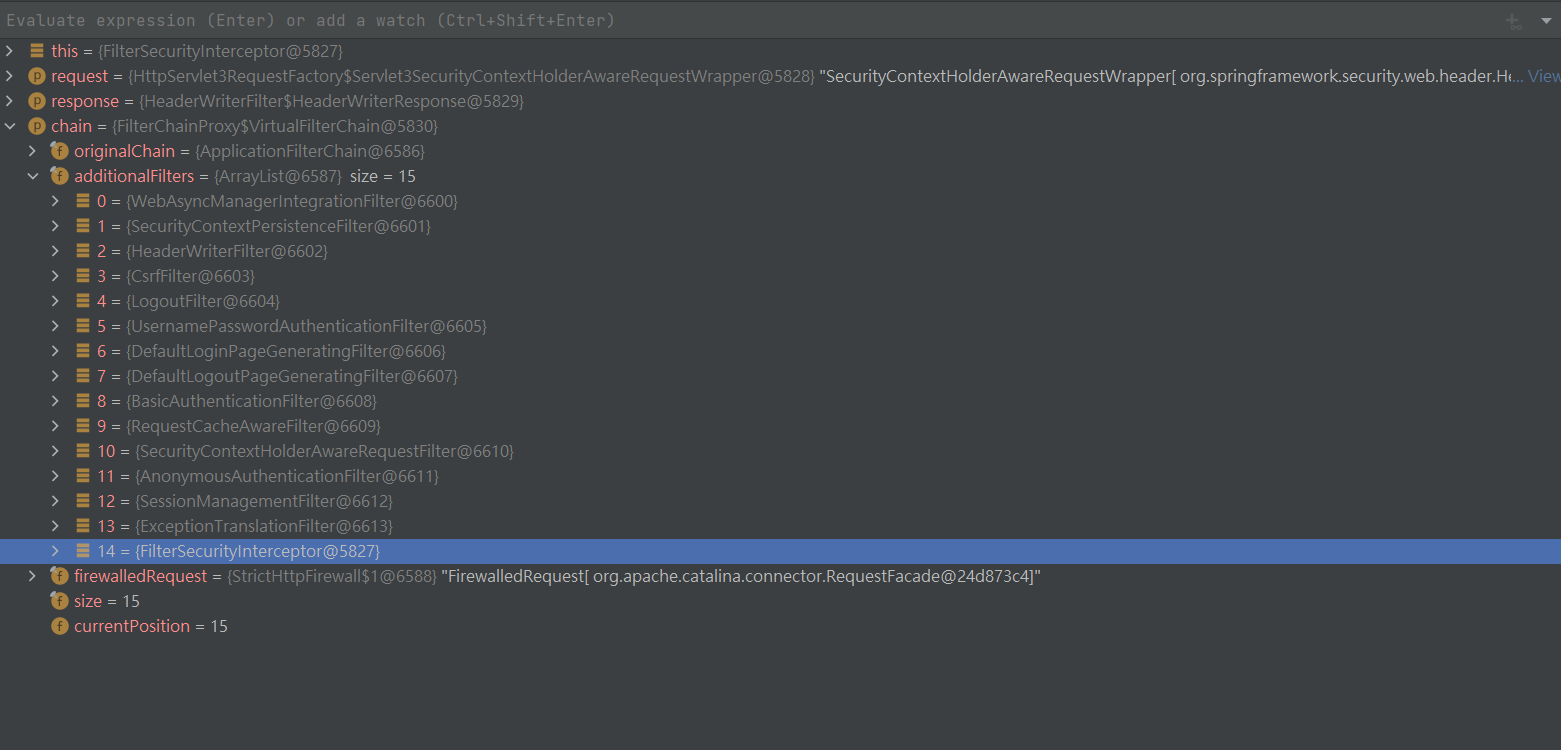 Evaluate expression (Enter) or add a watch (Ctrl+Shift+Enter)
this = {FilterSecurityInterceptor@5827}
p request = {HttpServlet3RequestFactory$Servlet3SecurityContextHolderAwareRequestWrapper@5828} "SecurityContextHolderAwareRequestWrapper[ org.springframework.security.web.header.He... View
p response = {HeaderWriterFilter$HeaderWriterResponse@5829}
p chain = {FilterChainProxy$VirtualFilterChain@5830}
f originalChain = {ApplicationFilterChain@6586}
f additionalFilters = {ArrayList@6587} size = 15
0 = {WebAsyncManagerIntegrationFilter@6600}
1 = {SecurityContextPersistenceFilter@6601}
2 = {HeaderWriterFilter@6602}
3 = {CsrfFilter@6603}
4 = {LogoutFilter@6604}
5 = {UsernamePasswordAuthenticationFilter@6605}
6 = {DefaultLoginPageGeneratingFilter@6606}
7 = {DefaultLogoutPageGeneratingFilter@6607}
8 = {BasicAuthenticationFilter@6608}
9 = {RequestCacheAwareFilter@6609}
10 = {SecurityContextHolderAwareRequestFilter@6610}
11 = {AnonymousAuthenticationFilter@6611}
12 = {SessionManagementFilter@6612}
13 = {ExceptionTranslationFilter@6613}
14 = {FilterSecurityInterceptor@5827}
f firewalledRequest = {StrictHttpFirewall$1@6588} "FirewalledRequest[ org.apache.catalina.connector.RequestFacade@24d873c4]"
f size = 15
f currentPosition = 15